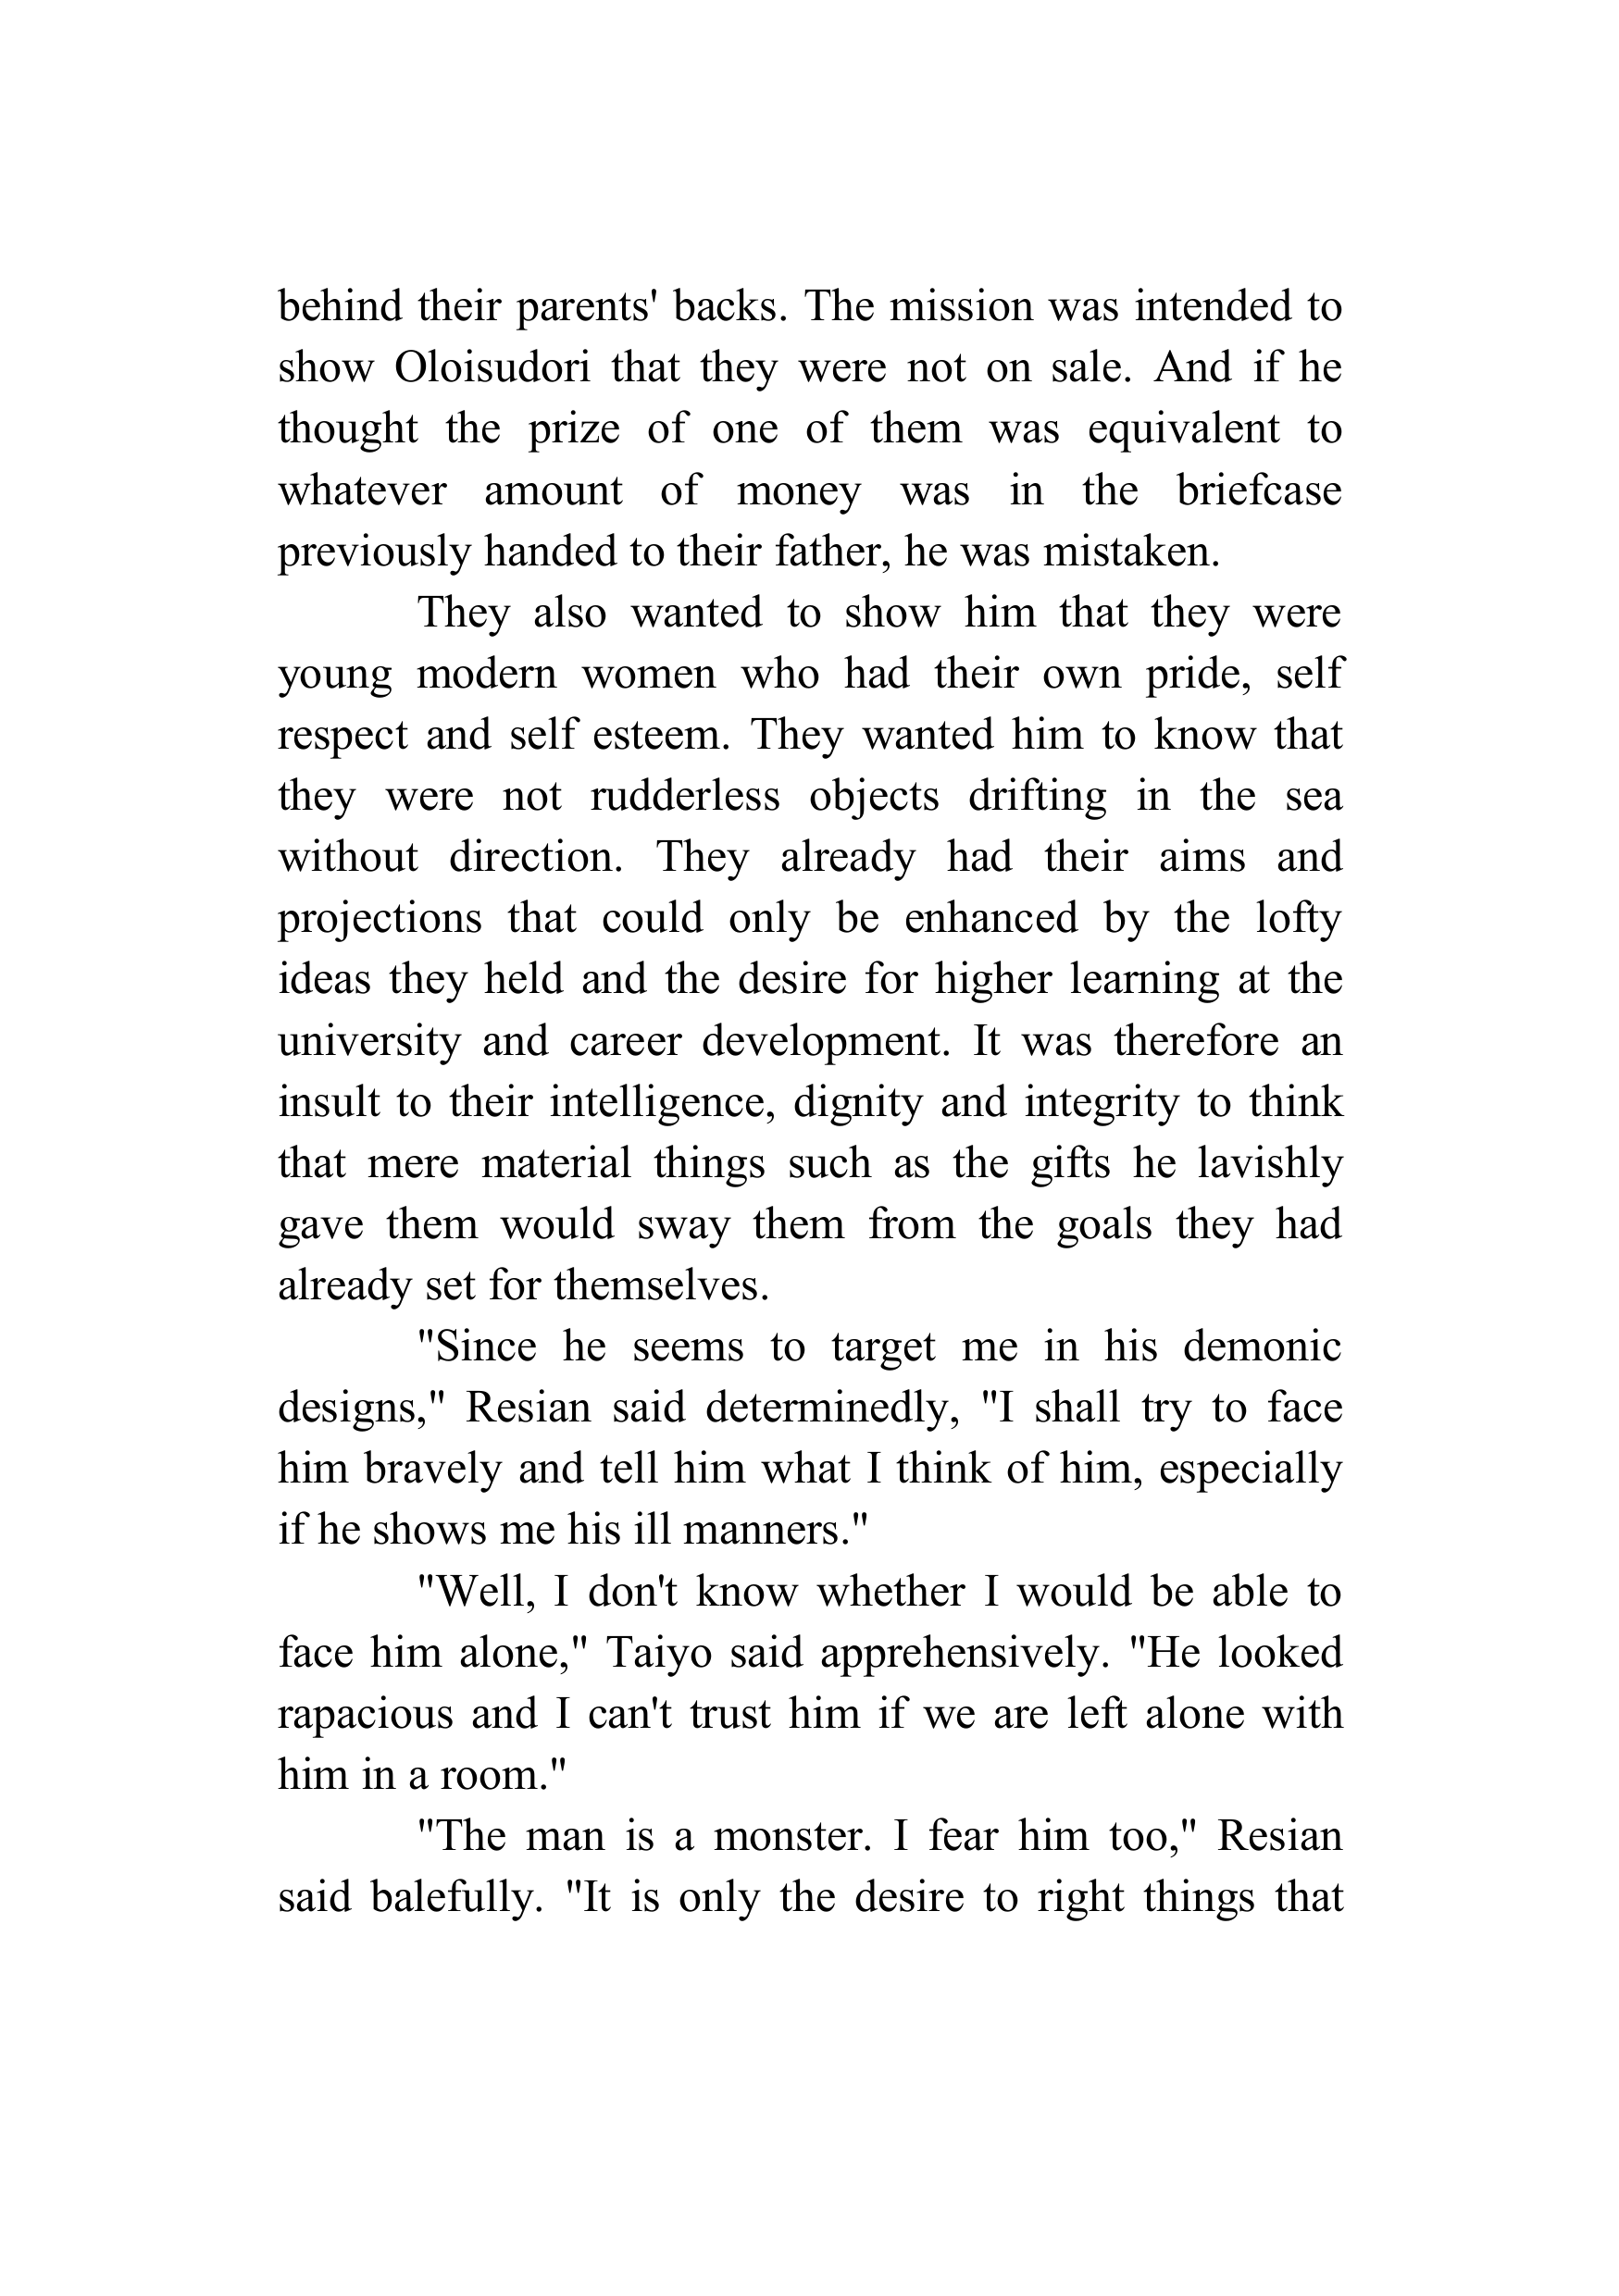 behind their parents' backs. The mission was intended to
show Oloisudori that they were not on sale. And if he
thought the prize of one of them was equivalent to
whatever amount of money was in the briefcase
previously handed to their father, he was mistaken.
They also wanted to show him that they were
young modern women who had their own pride, self
respect and self esteem. They wanted him to know that
they were not rudderless objects drifting in the sea
without direction. They already had their aims and
projections that could only be enhanced by the lofty
ideas they held and the desire for higher learning at the
university and career development. It was therefore an
insult to their intelligence, dignity and integrity to think
that mere material things such as the gifts he lavishly
gave them would sway them from the goals they had
already set for themselves.
"Since he seems to target me in his demonic
designs," Resian said determinedly, "I shall try to face
him bravely and tell him what I think of him, especially
if he shows me his ill manners."
"Well, I don't know whether I would be able to
face him alone," Taiyo said apprehensively. "He looked
rapacious and I can't trust him if we are left alone with
him in a room."
"The man is a monster. I fear him too," Resian
said balefully. "It is only the desire to right things that